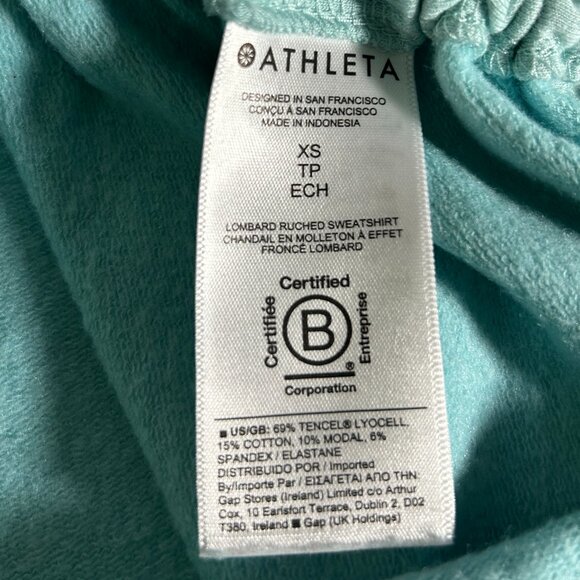 ATHLETA
DESIGNED IN SAN FRANCISCO
CONÇU À SAN FRANCISCO
MADE IN INDONESIA
XS
TP
ECH
LOMBARD RUCHED SWEATSHIRT
CHANDAIL EN MOLLETON À EFFET
FRONCÉ LOMBARD
Certified
Certifiée
B
Entreprise
®
Corporation
■ US/GB: 69% TENCEL® LYOCELL,
15% COTTON, 10% MODAL, 6%
SPANDEX / ELASTANE
DISTRIBUIDO POR / Imported
By/Importe Par / ΕΙΣΑΓΕΤΑΙ ΑΠΟ ΤΗΝ:
Gap Stores (Ireland) Limited c/o Arthur
Cox, 10 Earlsfort Terrace, Dublin 2, D02
T380, Ireland ■ Gap (UK Holdings)